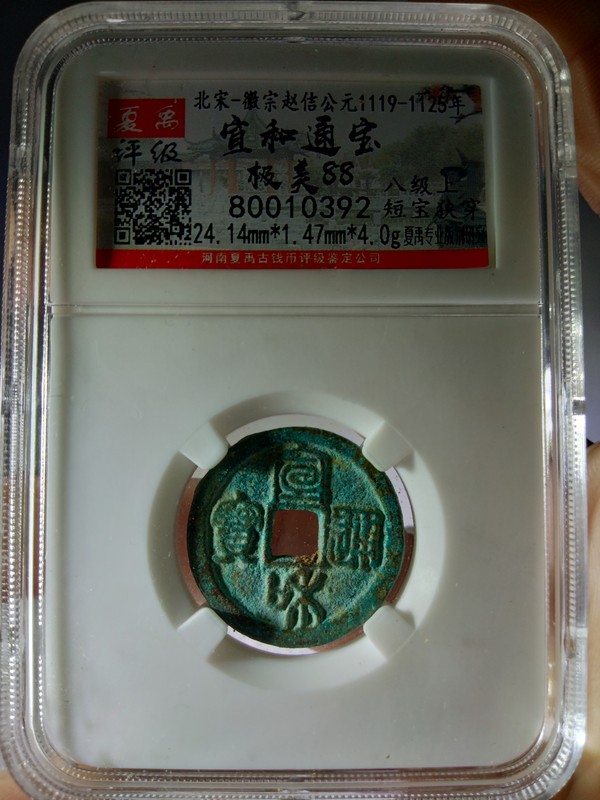 北宋-徽宗赵佶公元1119-1125年
夏禹
评级
宣和通宝
极美88
八级上
80010392
短宝狭穿
24.14mm*1.47mm*4.0g
河南夏禹古钱币评级鉴定公司
宣和通寳